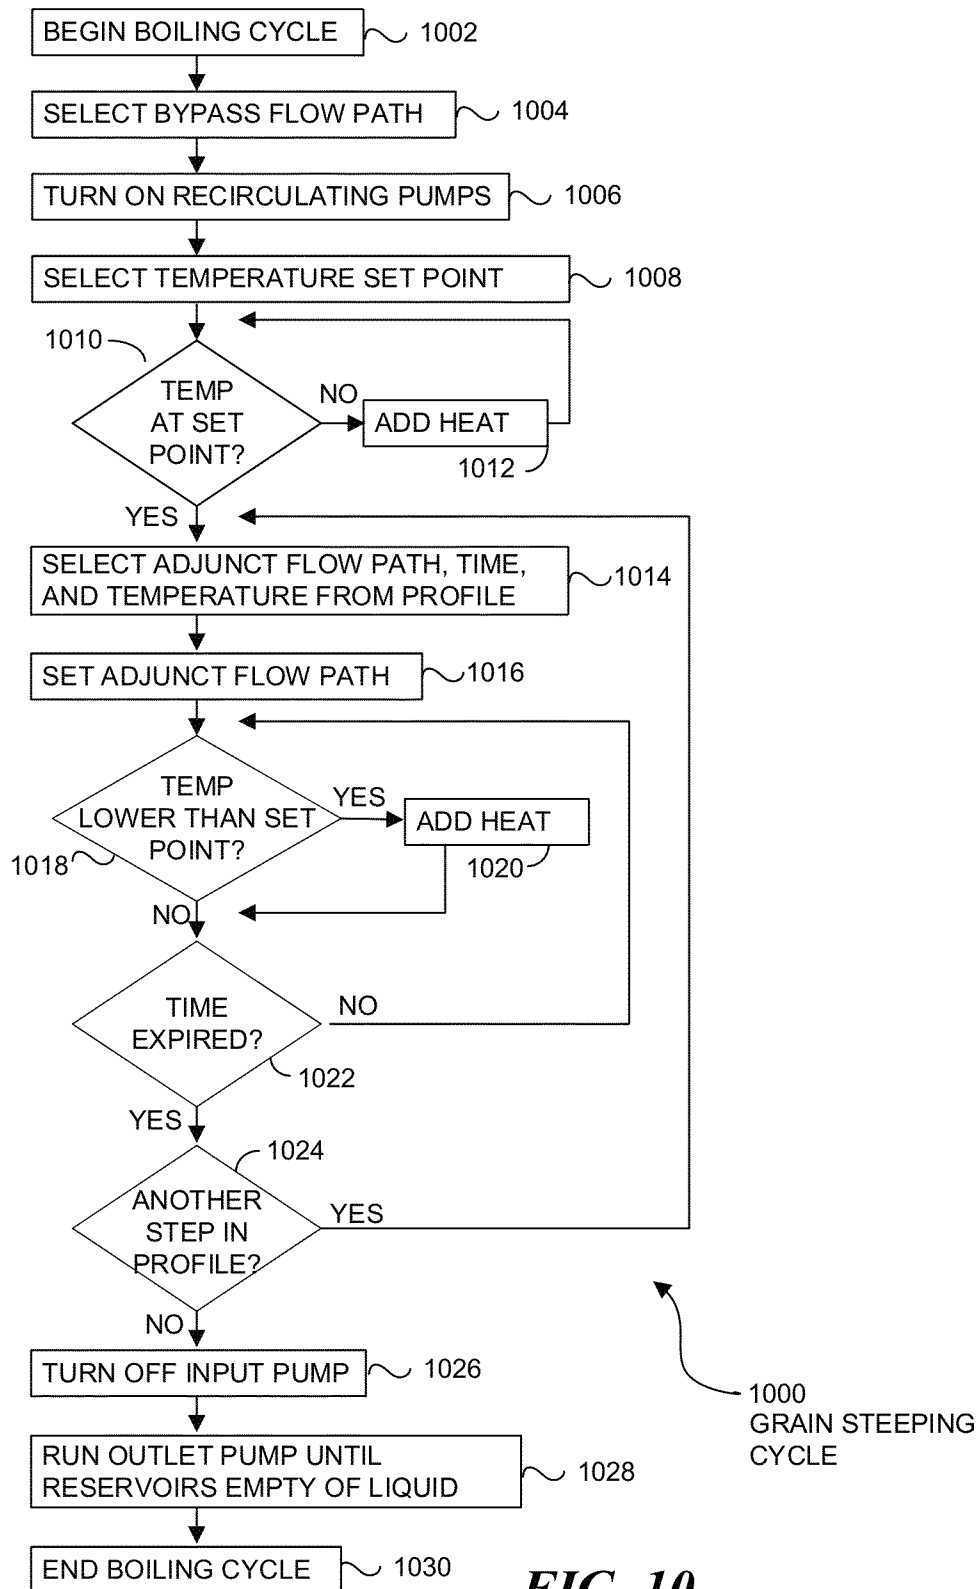 BEGIN BOILING CYCLE 1002
SELECT BYPASS FLOW PATH 1004
TURN ON RECIRCULATING PUMPS 1006
SELECT TEMPERATURE SET POINT 1008
1010
TEMP
AT SET
POINT?
NO
ADD HEAT
1012
YES
SELECT ADJUNCT FLOW PATH, TIME,
AND TEMPERATURE FROM PROFILE
1014
SET ADJUNCT FLOW PATH 1016
TEMP
LOWER THAN SET
POINT?
1018
YES
ADD HEAT
1020
NO
TIME
EXPIRED?
NO
1022
YES
1024
ANOTHER
STEP IN
PROFILE?
YES
NO
TURN OFF INPUT PUMP 1026
1000
GRAIN STEEPING
CYCLE
RUN OUTLET PUMP UNTIL
RESERVOIRS EMPTY OF LIQUID
1028
END BOILING CYCLE 1030
FIG. 10